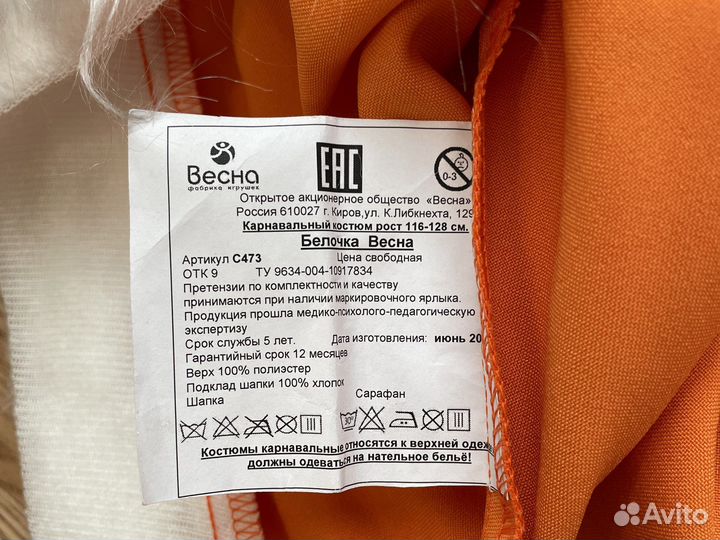 Весна
фабрика игрушек
EAC
0-3
Открытое акционерное общество «Весна»
Россия 610027 г. Киров,ул. К.Либкнехта, 129
Карнавальный костюм рост 116-128 см.
Белочка Весна
Артикул С473 Цена свободная
ОТК 9 ТУ 9634-004-10917834
Претензии по комплектности и качеству
принимаются при наличии маркировочного ярлыка.
Продукция прошла медико-психолого-педагогическую
экспертизу
Срок службы 5 лет. Дата изготовления: июнь 20
Гарантийный срок 12 месяцев
Верх 100% полиэстер
Подклад шапки 100% хлопок
Шапка Сарафан
30°
Костюмы карнавальные относятся к верхней
должны одеваться на нательное бельё!
Avito